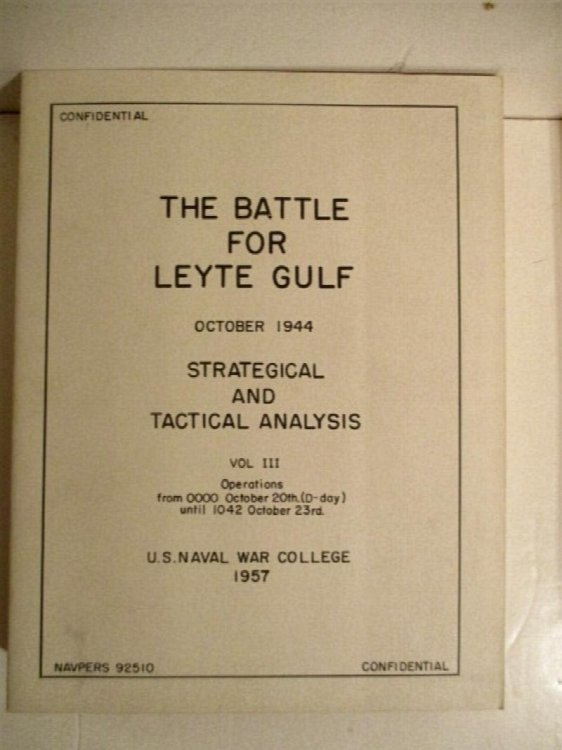 CONFIDENTIAL
THE BATTLE
FOR
LEYTE GULF
OCTOBER 1944
STRATEGICAL
AND
TACTICAL ANALYSIS
VOL III
Operations
from 0000 October 20th.(D-day)
until 1042 October 23rd.
U.S. NAVAL WAR COLLEGE
1957
NAVPERS 92510 CONFIDENTIAL